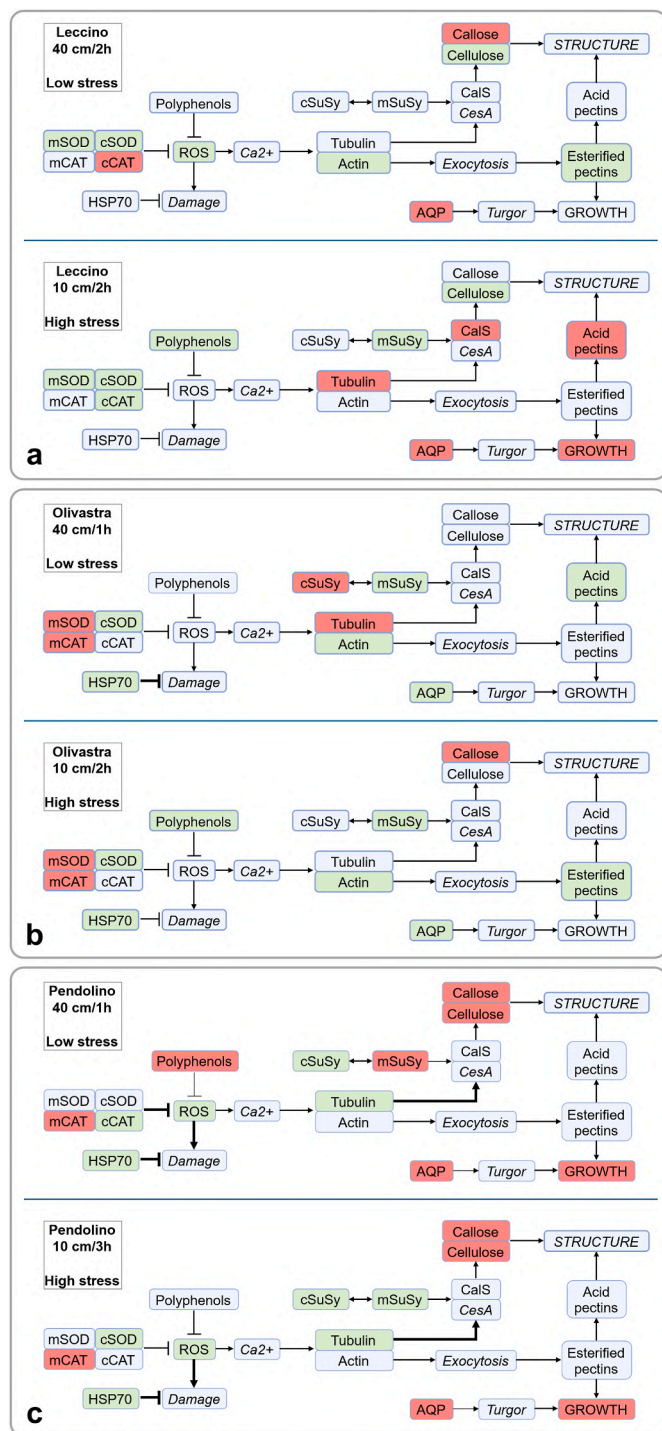 Leccino
40 cm/2h
Low stress
Callose
Cellulose
STRUCTURE
Polyphenols
cSuSy
mSuSy
CalS
CesA
Acid
pectins
mSOD
cSOD
mCAT
cCAT
ROS
Ca2+
Tubulin
Actin
Exocytosis
Esterified
pectins
HSP70
Damage
AQP
Turgor
GROWTH
Leccino
10 cm/2h
High stress
Callose
Cellulose
STRUCTURE
Polyphenols
cSuSy
mSuSy
CalS
CesA
Acid
pectins
mSOD
cSOD
mCAT
cCAT
ROS
Ca2+
Tubulin
Actin
Exocytosis
Esterified
pectins
HSP70
Damage
AQP
Turgor
GROWTH
a
Olivastra
40 cm/1h
Low stress
Callose
Cellulose
STRUCTURE
Polyphenols
cSuSy
mSuSy
CalS
CesA
Acid
pectins
mSOD
cSOD
mCAT
cCAT
ROS
Ca2+
Tubulin
Actin
Exocytosis
Esterified
pectins
HSP70
Damage
AQP
Turgor
GROWTH
Olivastra
10 cm/2h
High stress
Callose
Cellulose
STRUCTURE
Polyphenols
cSuSy
mSuSy
CalS
CesA
Acid
pectins
mSOD
cSOD
mCAT
cCAT
ROS
Ca2+
Tubulin
Actin
Exocytosis
Esterified
pectins
HSP70
Damage
AQP
Turgor
GROWTH
b
Pendolino
40 cm/1h
Low stress
Callose
Cellulose
STRUCTURE
Polyphenols
cSuSy
mSuSy
CalS
CesA
Acid
pectins
mSOD
cSOD
mCAT
cCAT
ROS
Ca2+
Tubulin
Actin
Exocytosis
Esterified
pectins
HSP70
Damage
AQP
Turgor
GROWTH
Pendolino
10 cm/3h
High stress
Callose
Cellulose
STRUCTURE
Polyphenols
cSuSy
mSuSy
CalS
CesA
Acid
pectins
mSOD
cSOD
mCAT
cCAT
ROS
Ca2+
Tubulin
Actin
Exocytosis
Esterified
pectins
HSP70
Damage
AQP
Turgor
GROWTH
c